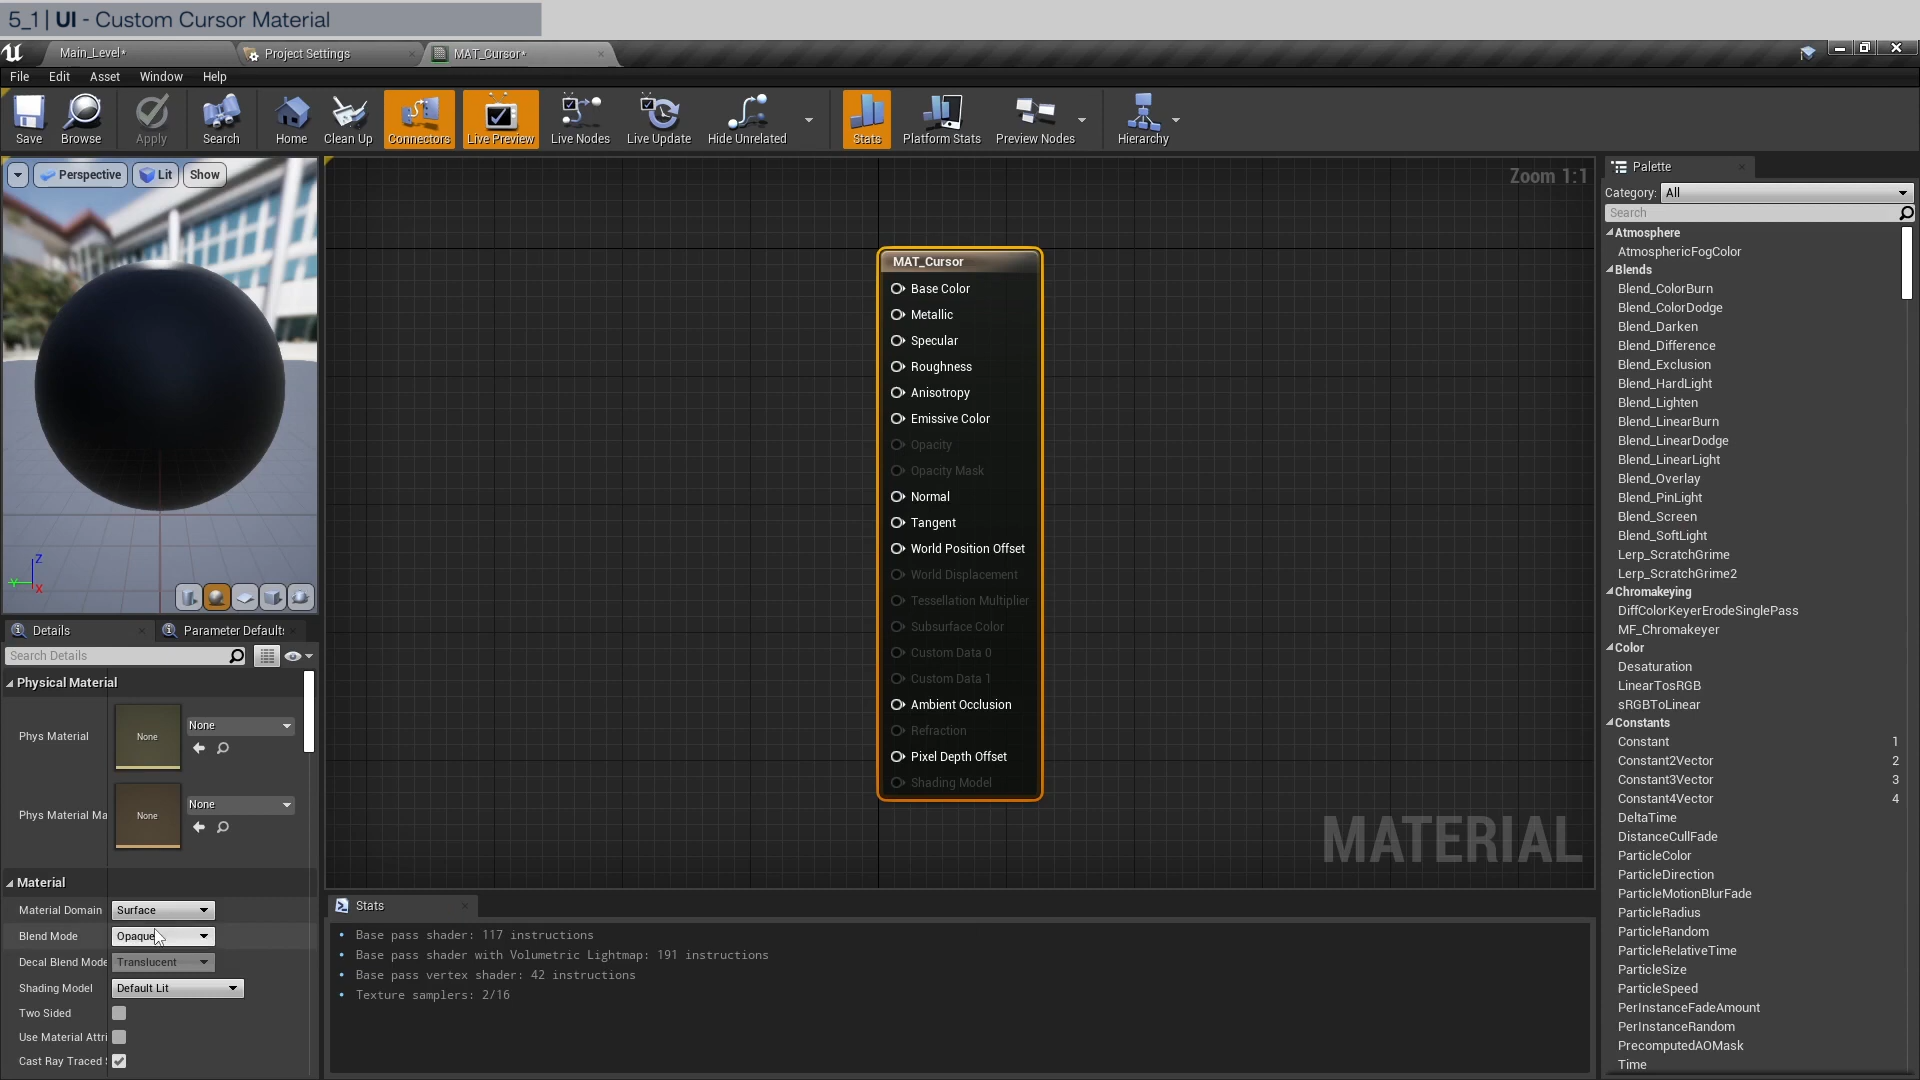 5_1 | UI - Custom Cursor Material
Main_Level*
Project Settings
MAT_Cursor*
File Edit Asset Window Help
Save Browse Apply Search Home Clean Up Connectors Live Preview Live Nodes Live Update Hide Unrelated Stats Platform Stats Preview Nodes Hierarchy
Perspective Lit Show
Z
Y
X
Zoom 1:1
MAT_Cursor
Base Color
Metallic
Specular
Roughness
Anisotropy
Emissive Color
Opacity
Opacity Mask
Normal
Tangent
World Position Offset
World Displacement
Tessellation Multiplier
Subsurface Color
Custom Data 0
Custom Data 1
Ambient Occlusion
Refraction
Pixel Depth Offset
Shading Model
MATERIAL
Details
Parameter Defaults
Search Details
Physical Material
Phys Material
None
None
Phys Material Ma
None
None
Material
Material Domain Surface
Blend Mode Opaque
Decal Blend Mode Translucent
Shading Model Default Lit
Two Sided
Use Material Attri
Cast Ray Traced S
Stats
• Base pass shader: 117 instructions
• Base pass shader with Volumetric Lightmap: 191 instructions
• Base pass vertex shader: 42 instructions
• Texture samplers: 2/16
Palette
Category: All
Search
Atmosphere
AtmosphericFogColor
Blends
Blend_ColorBurn
Blend_ColorDodge
Blend_Darken
Blend_Difference
Blend_Exclusion
Blend_HardLight
Blend_Lighten
Blend_LinearBurn
Blend_LinearDodge
Blend_LinearLight
Blend_Overlay
Blend_PinLight
Blend_Screen
Blend_SoftLight
Lerp_ScratchGrime
Lerp_ScratchGrime2
Chromakeying
DiffColorKeyerErodeSinglePass
MF_Chromakeyer
Color
Desaturation
LinearTosRGB
sRGBToLinear
Constants
Constant 1
Constant2Vector 2
Constant3Vector 3
Constant4Vector 4
DeltaTime
DistanceCullFade
ParticleColor
ParticleDirection
ParticleMotionBlurFade
ParticleRadius
ParticleRandom
ParticleRelativeTime
ParticleSize
ParticleSpeed
PerInstanceFadeAmount
PerInstanceRandom
PrecomputedAOMask
Time